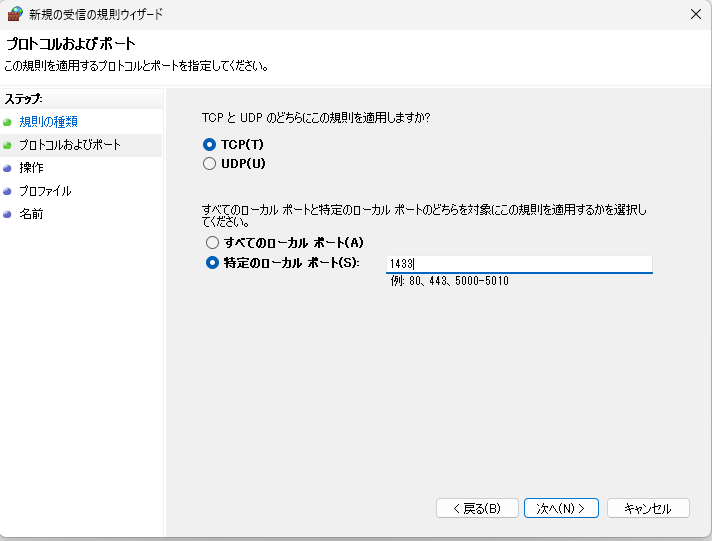 新規の受信の規則ウィザード
プロトコルおよびポート
この規則を適用するプロトコルとポートを指定してください。
ステップ:
規則の種類
プロトコルおよびポート
操作
プロファイル
名前
TCP と UDP のどちらにこの規則を適用しますか?
TCP(T)
UDP(U)
すべてのローカル ポートと特定のローカル ポートのどちらを対象にこの規則を適用するかを選択し
てください。
すべてのローカル ポート(A)
特定のローカル ポート(S):
1433
例: 80、443、5000-5010
< 戻る(B)
次へ(N) >
キャンセル